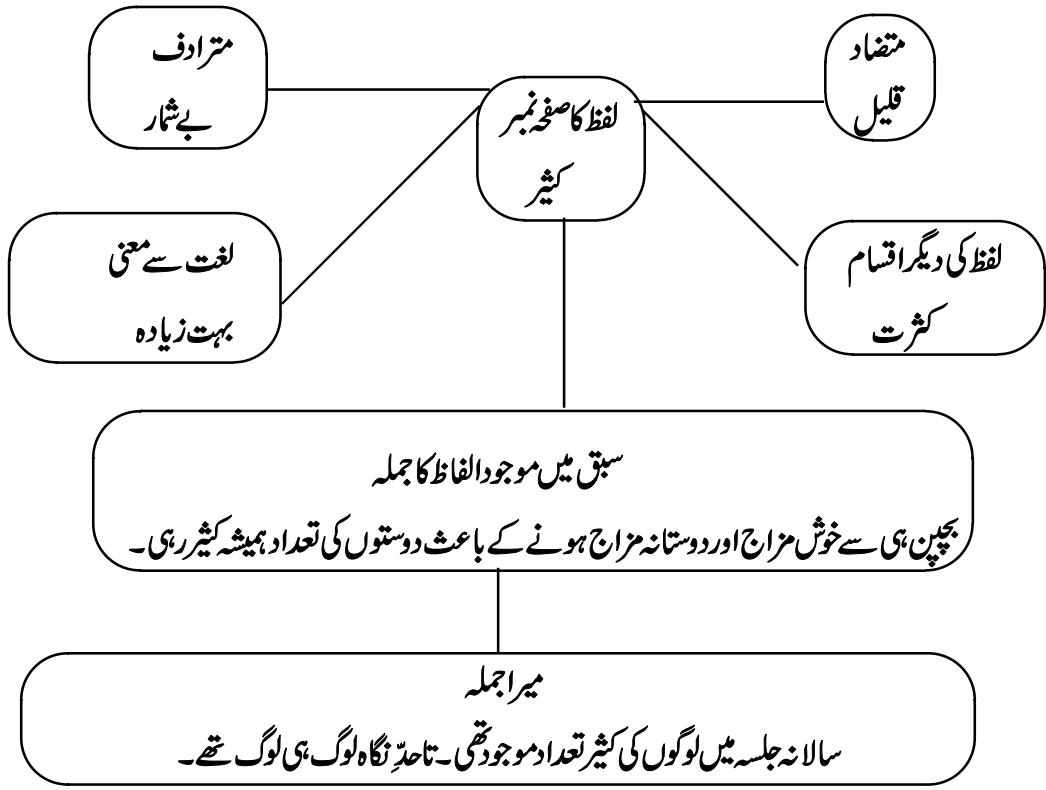 متضاد
قلیل
لفظ کا صفحہ نمبر
کثیر
مترادف
بے شمار
لفظ کی دیگر اقسام
کثرت
لغت سے معنی
بہت زیادہ
سبق میں موجود الفاظ کا جملہ
بچپن ہی سے خوش مزاج اور دوستانہ مزاج ہونے کے باعث دوستوں کی تعداد ہمیشہ کثیر رہی۔
میرا جملہ
سالانہ جلسہ میں لوگوں کی کثیر تعداد موجود تھی۔ تاحدِّ نگاہ لوگ ہی لوگ تھے۔